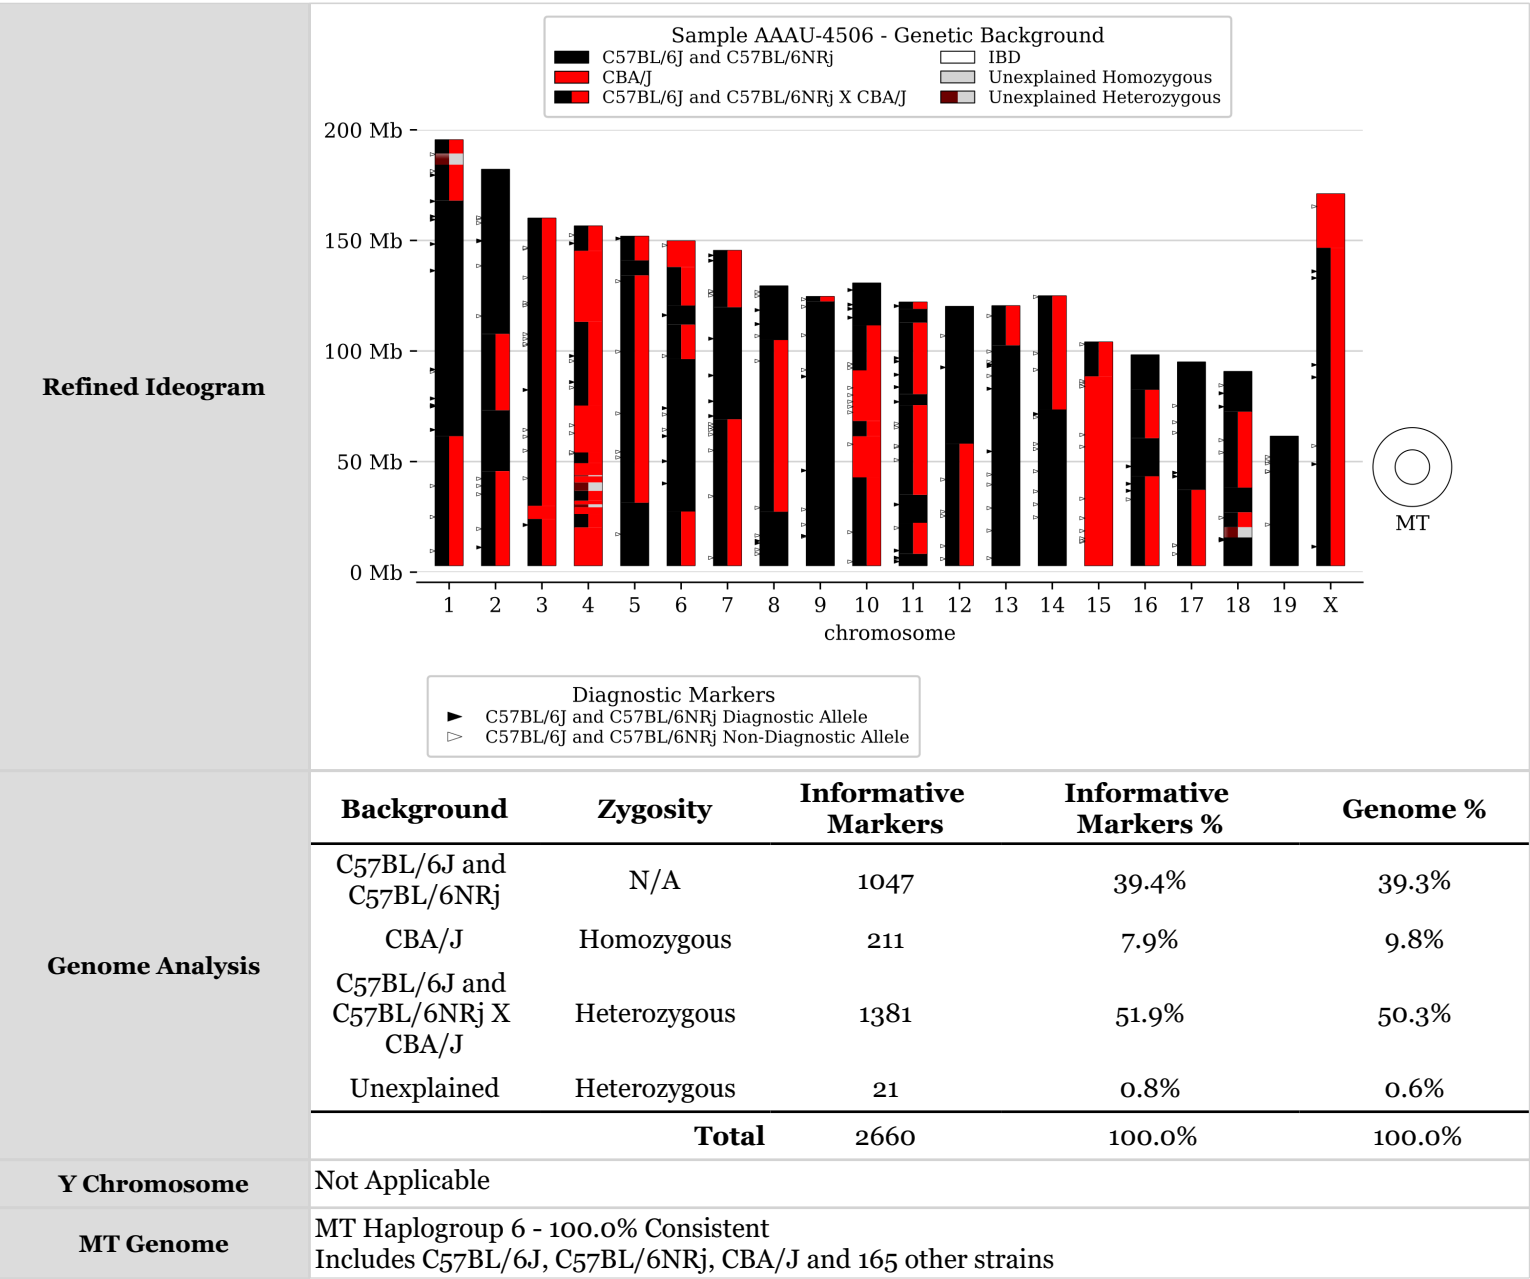 Refined Ideogram
Sample AAAU-4506 - Genetic Background
C57BL/6J and C57BL/6NRj
CBA/J
C57BL/6J and C57BL/6NRj X CBA/J
IBD
Unexplained Homozygous
Unexplained Heterozygous
200 Mb
150 Mb
100 Mb
50 Mb
0 Mb
1 2 3 4 5 6 7 8 9 10 11 12 13 14 15 16 17 18 19 X
chromosome
MT
Diagnostic Markers
C57BL/6J and C57BL/6NRj Diagnostic Allele
C57BL/6J and C57BL/6NRj Non-Diagnostic Allele
Genome Analysis
Background Zygosity Informative Markers Informative Markers % Genome %
C57BL/6J and C57BL/6NRj N/A 1047 39.4% 39.3%
CBA/J Homozygous 211 7.9% 9.8%
C57BL/6J and C57BL/6NRj X CBA/J Heterozygous 1381 51.9% 50.3%
Unexplained Heterozygous 21 0.8% 0.6%
Total 2660 100.0% 100.0%
Y Chromosome Not Applicable
MT Genome
MT Haplogroup 6 - 100.0% Consistent
Includes C57BL/6J, C57BL/6NRj, CBA/J and 165 other strains